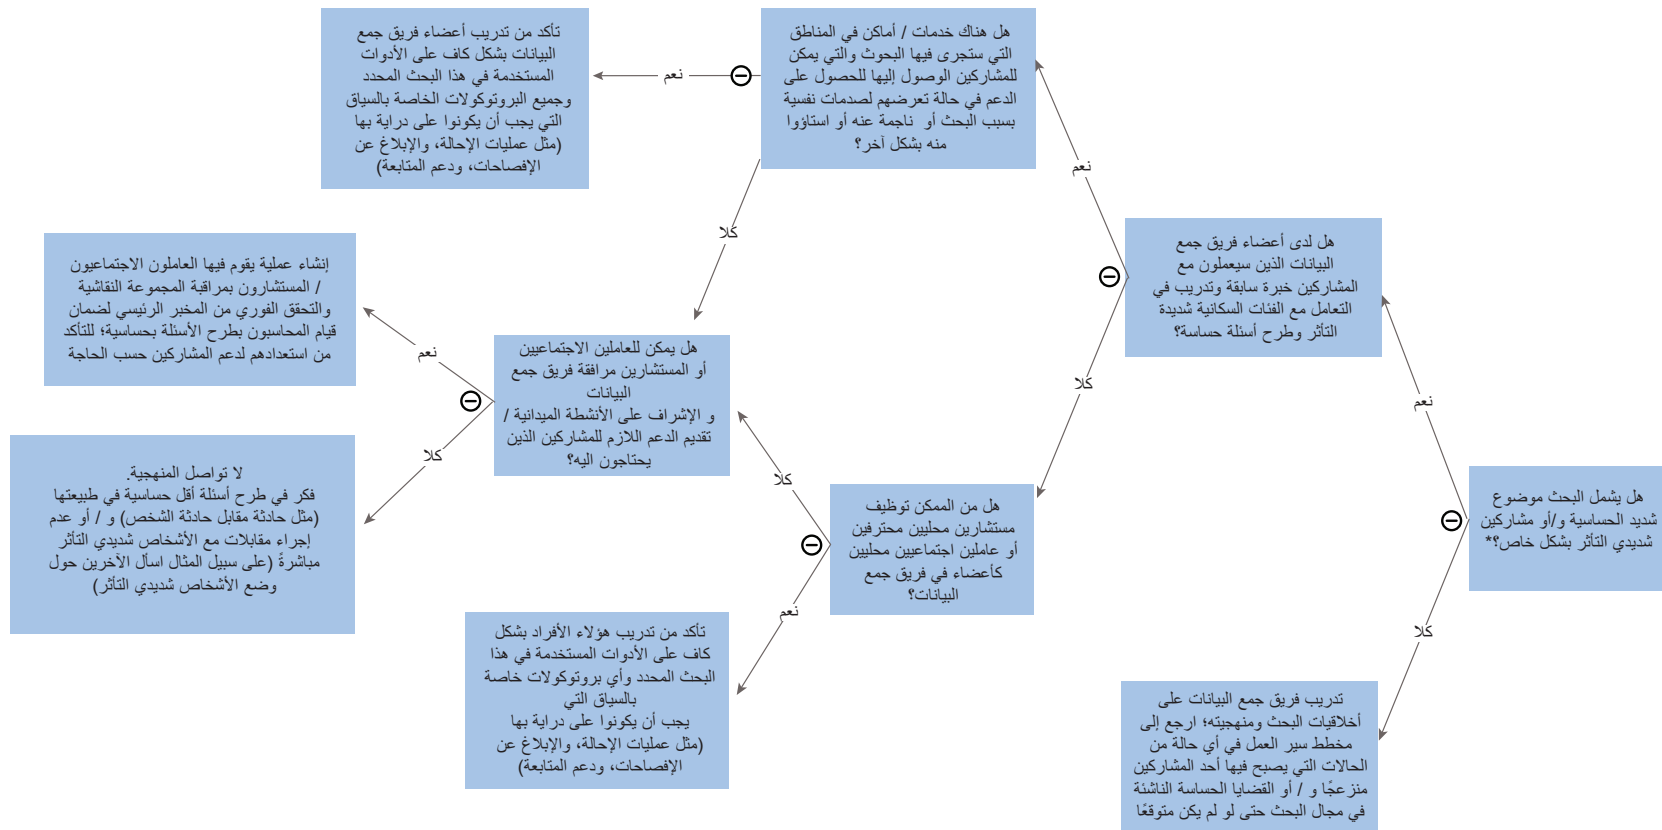 هل يشمل البحث موضوع
شديد الحساسية و/أو مشاركين
شديدي التأثر بشكل خاص؟*
نعم
كلا
هل لدى أعضاء فريق جمع
البيانات الذين سيعملون مع
المشاركين خبرة سابقة وتدريب في
التعامل مع الفئات السكانية شديدة
التأثر وطرح أسئلة حساسة؟
تدريب فريق جمع البيانات على
أخلاقيات البحث ومنهجيته؛ ارجع إلى
مخطط سير العمل في أي حالة من
الحالات التي يصبح فيها أحد المشاركين
منزعجًا و / أو القضايا الحساسة الناشئة
في مجال البحث حتى لو لم يكن متوقعًا
نعم
كلا
هل هناك خدمات / أماكن في المناطق
التي ستجرى فيها البحوث والتي يمكن
للمشاركين الوصول إليها للحصول على
الدعم في حالة تعرضهم لصدمات نفسية
بسبب البحث أو ناجمة عنه أو استاؤوا
منه بشكل آخر؟
هل من الممكن توظيف
مستشارين محليين محترفين
أو عاملين اجتماعيين محليين
كأعضاء في فريق جمع
البيانات؟
نعم
كلا
كلا
نعم
تأكد من تدريب أعضاء فريق جمع
البيانات بشكل كاف على الأدوات
المستخدمة في هذا البحث المحدد
وجميع البروتوكولات الخاصة بالسياق
التي يجب أن يكونوا على دراية بها
(مثل عمليات الإحالة، والإبلاغ عن
الإفصاحات، ودعم المتابعة)
هل يمكن للعاملين الاجتماعيين
أو المستشارين مرافقة فريق جمع
البيانات
و الإشراف على الأنشطة الميدانية /
تقديم الدعم اللازم للمشاركين الذين
يحتاجون اليه؟
تأكد من تدريب هؤلاء الأفراد بشكل
كاف على الأدوات المستخدمة في هذا
البحث المحدد وأي بروتوكولات خاصة
بالسياق التي
يجب أن يكونوا على دراية بها
(مثل عمليات الإحالة، والإبلاغ عن
الإفصاحات، ودعم المتابعة)
نعم
كلا
إنشاء عملية يقوم فيها العاملون الاجتماعيون
/ المستشارون بمراقبة المجموعة النقاشية
والتحقق الفوري من المخبر الرئيسي لضمان
قيام المحاسبون بطرح الأسئلة بحساسية؛ للتأكد
من استعدادهم لدعم المشاركين حسب الحاجة
لا تواصل المنهجية.
فكر في طرح أسئلة أقل حساسية في طبيعتها
(مثل حادثة مقابل حادثة الشخص) و / أو عدم
إجراء مقابلات مع الأشخاص شديدي التأثر
مباشرةً (على سبيل المثال اسأل الآخرين حول
وضع الأشخاص شديدي التأثر)